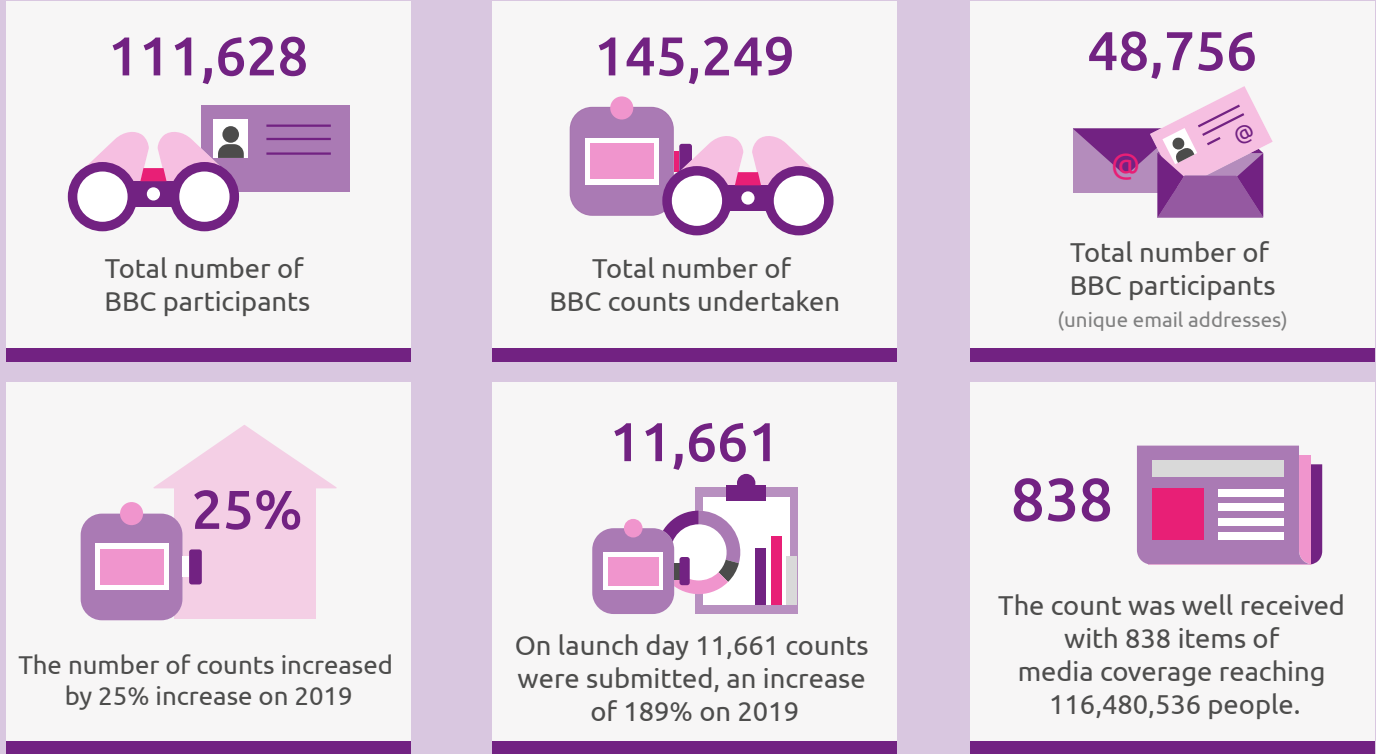 111,628
Total number of
BBC participants
145,249
Total number of
BBC counts undertaken
48,756
@
@
Total number of
BBC participants
(unique email addresses)
25%
The number of counts increased
by 25% increase on 2019
11,661
On launch day 11,661 counts
were submitted, an increase
of 189% on 2019
838
The count was well received
with 838 items of
media coverage reaching
116,480,536 people.